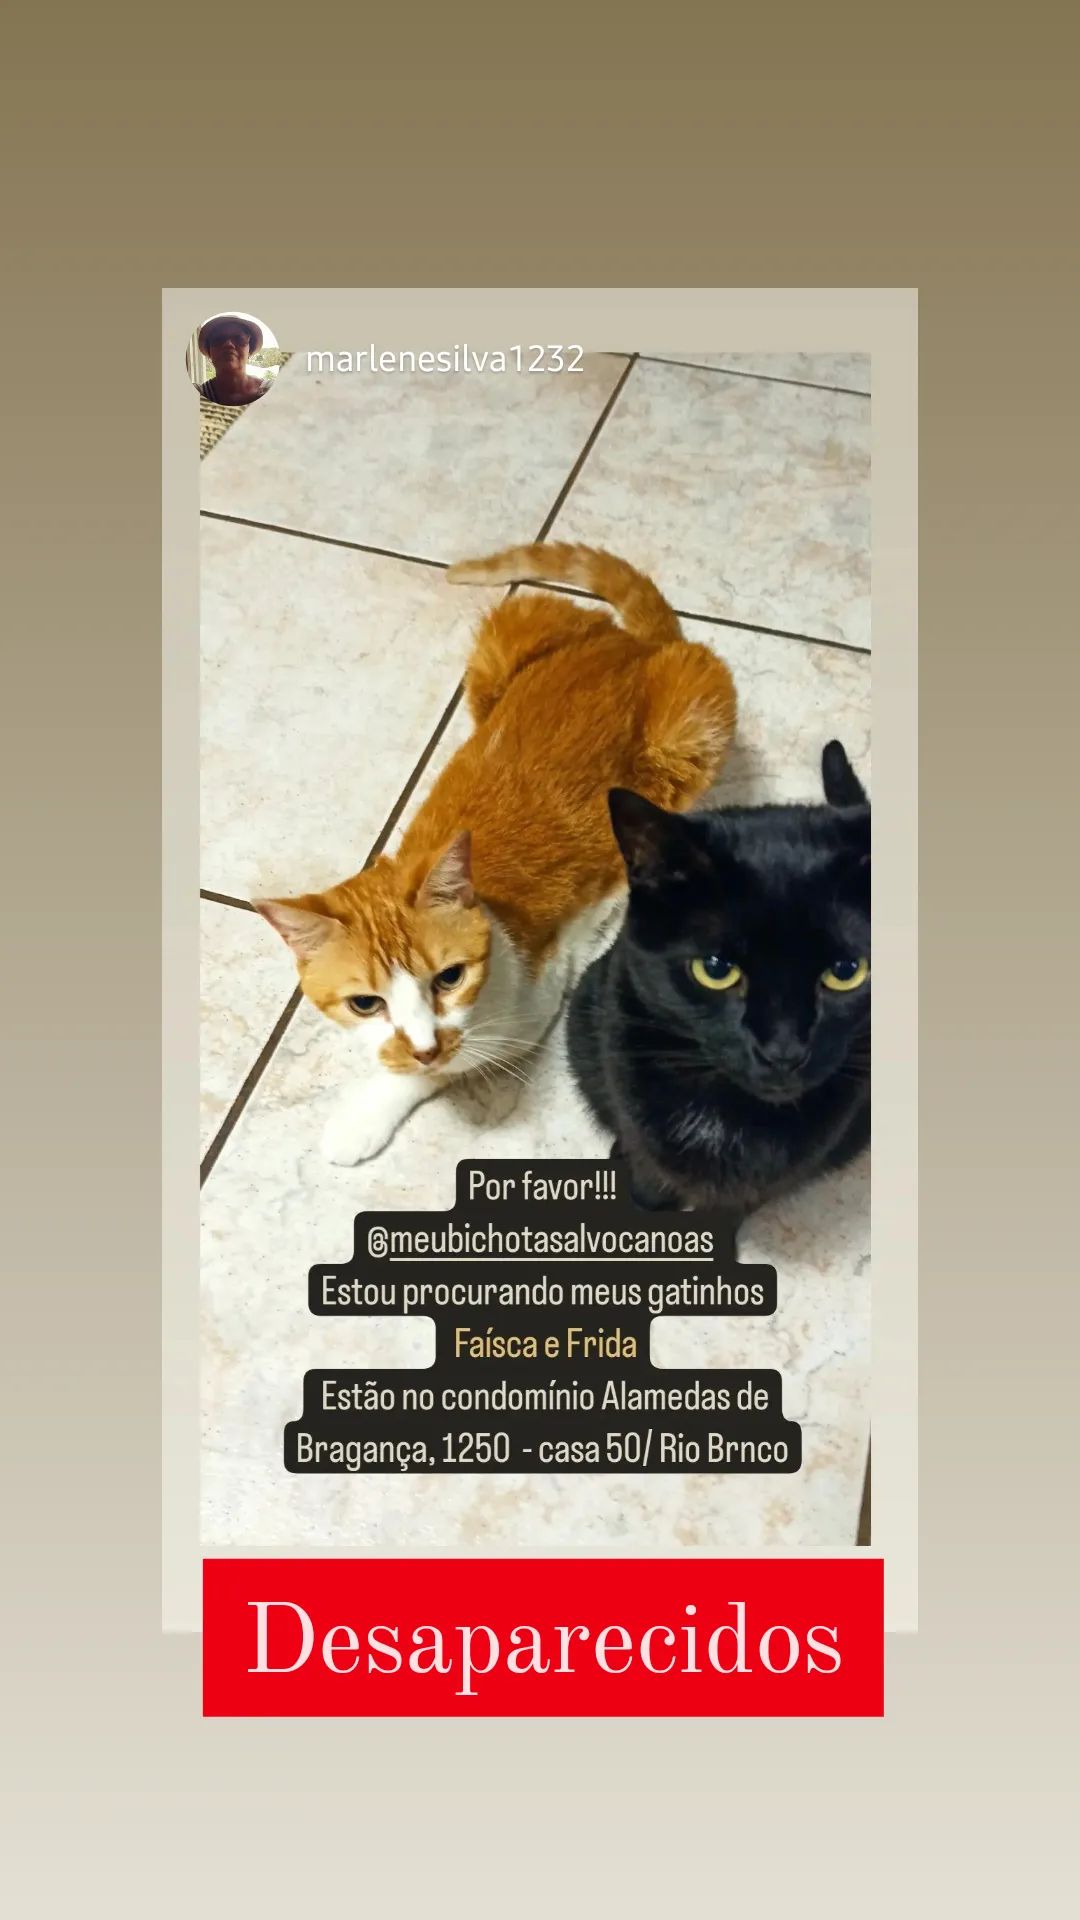 marlenesilva1232
Por favor!!!
@meubichotasalvocanoas
Estou procurando meus gatinhos
Faísca e Frida
Estão no condomínio Alamedas de
Bragança, 1250 - casa 50/ Rio Brnco
Desaparecidos